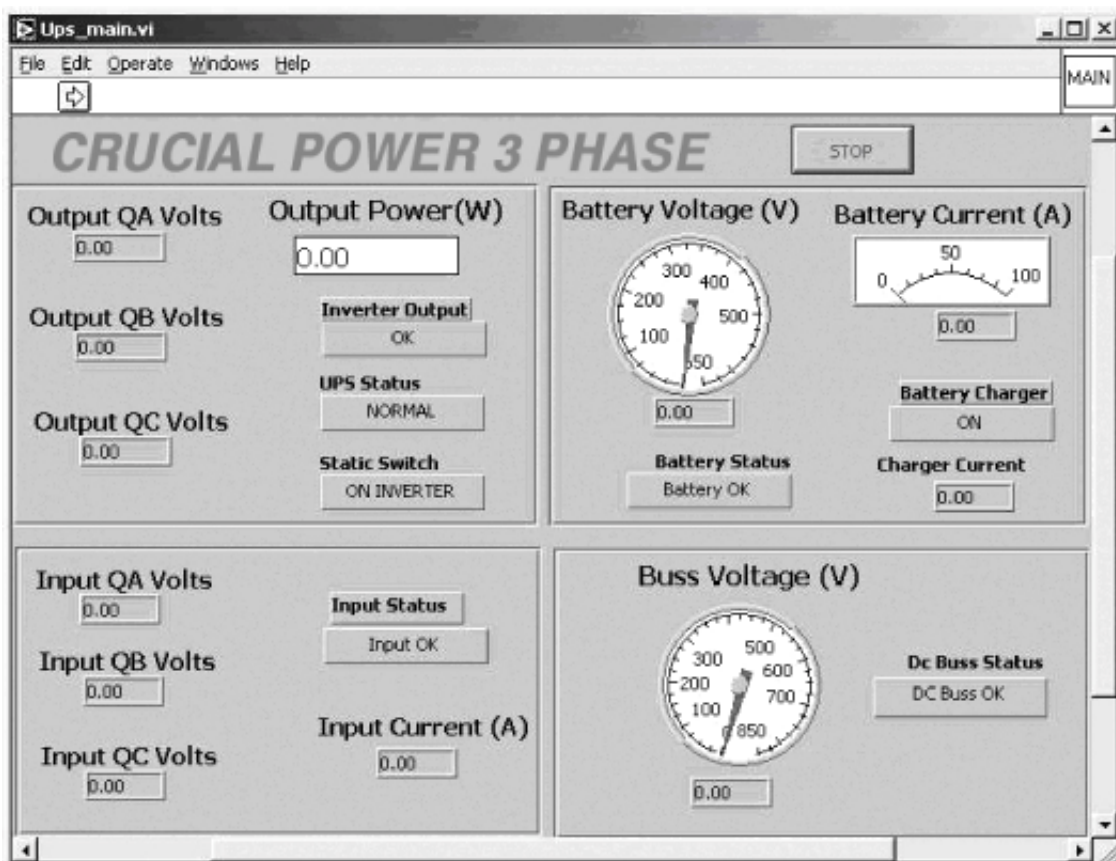 Ups_main.vi
File Edit Operate Windows Help
MAIN
CRUCIAL POWER 3 PHASE
STOP
Output QA Volts
0.00
Output Power(W)
0.00
Output QB Volts
0.00
Inverter Output
OK
UPS Status
NORMAL
Output QC Volts
0.00
Static Switch
ON INVERTER
Battery Voltage (V)
100 200 300 400 500
0.00
Battery Status
Battery OK
Battery Current (A)
0 50 100
0.00
Battery Charger
ON
Charger Current
0.00
Input QA Volts
0.00
Input Status
Input OK
Input QB Volts
0.00
Input Current (A)
0.00
Input QC Volts
0.00
Buss Voltage (V)
100 200 300 500 600 700 850
0.00
Dc Buss Status
DC Buss OK